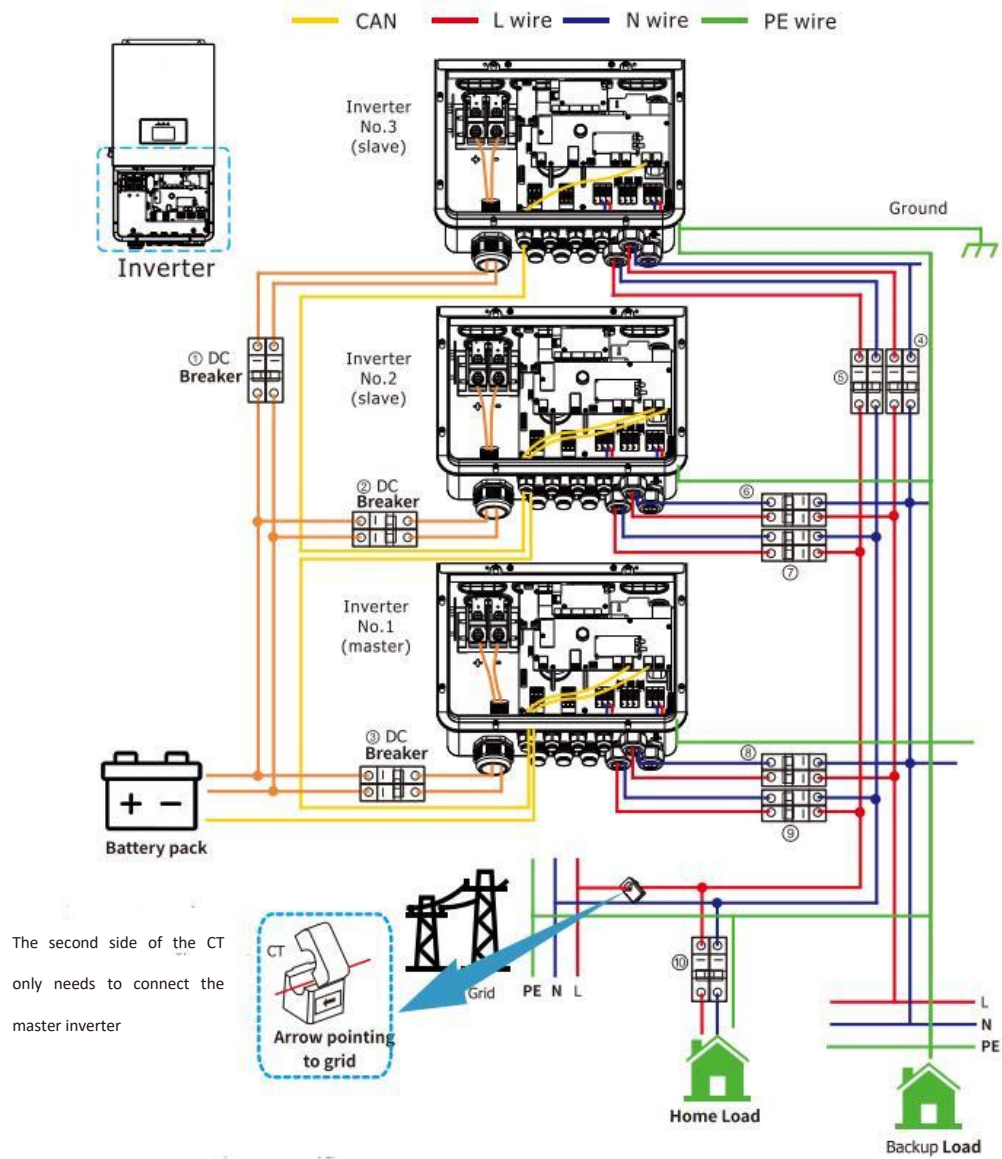 CAN L wire N wire PE wire
Inverter
No.3
(slave)
Inverter
Ground
① DC
Breaker
Inverter
No.2
(slave)
④
⑤
② DC
Breaker
⑥
⑦
Inverter
No.1
(master)
③ DC
Breaker
⑧
⑨
+ -
Battery pack
The second side of the CT
only needs to connect the
master inverter
CT
Arrow pointing
to grid
Grid
PE N L
⑩
Home Load
L
N
PE
Backup Load